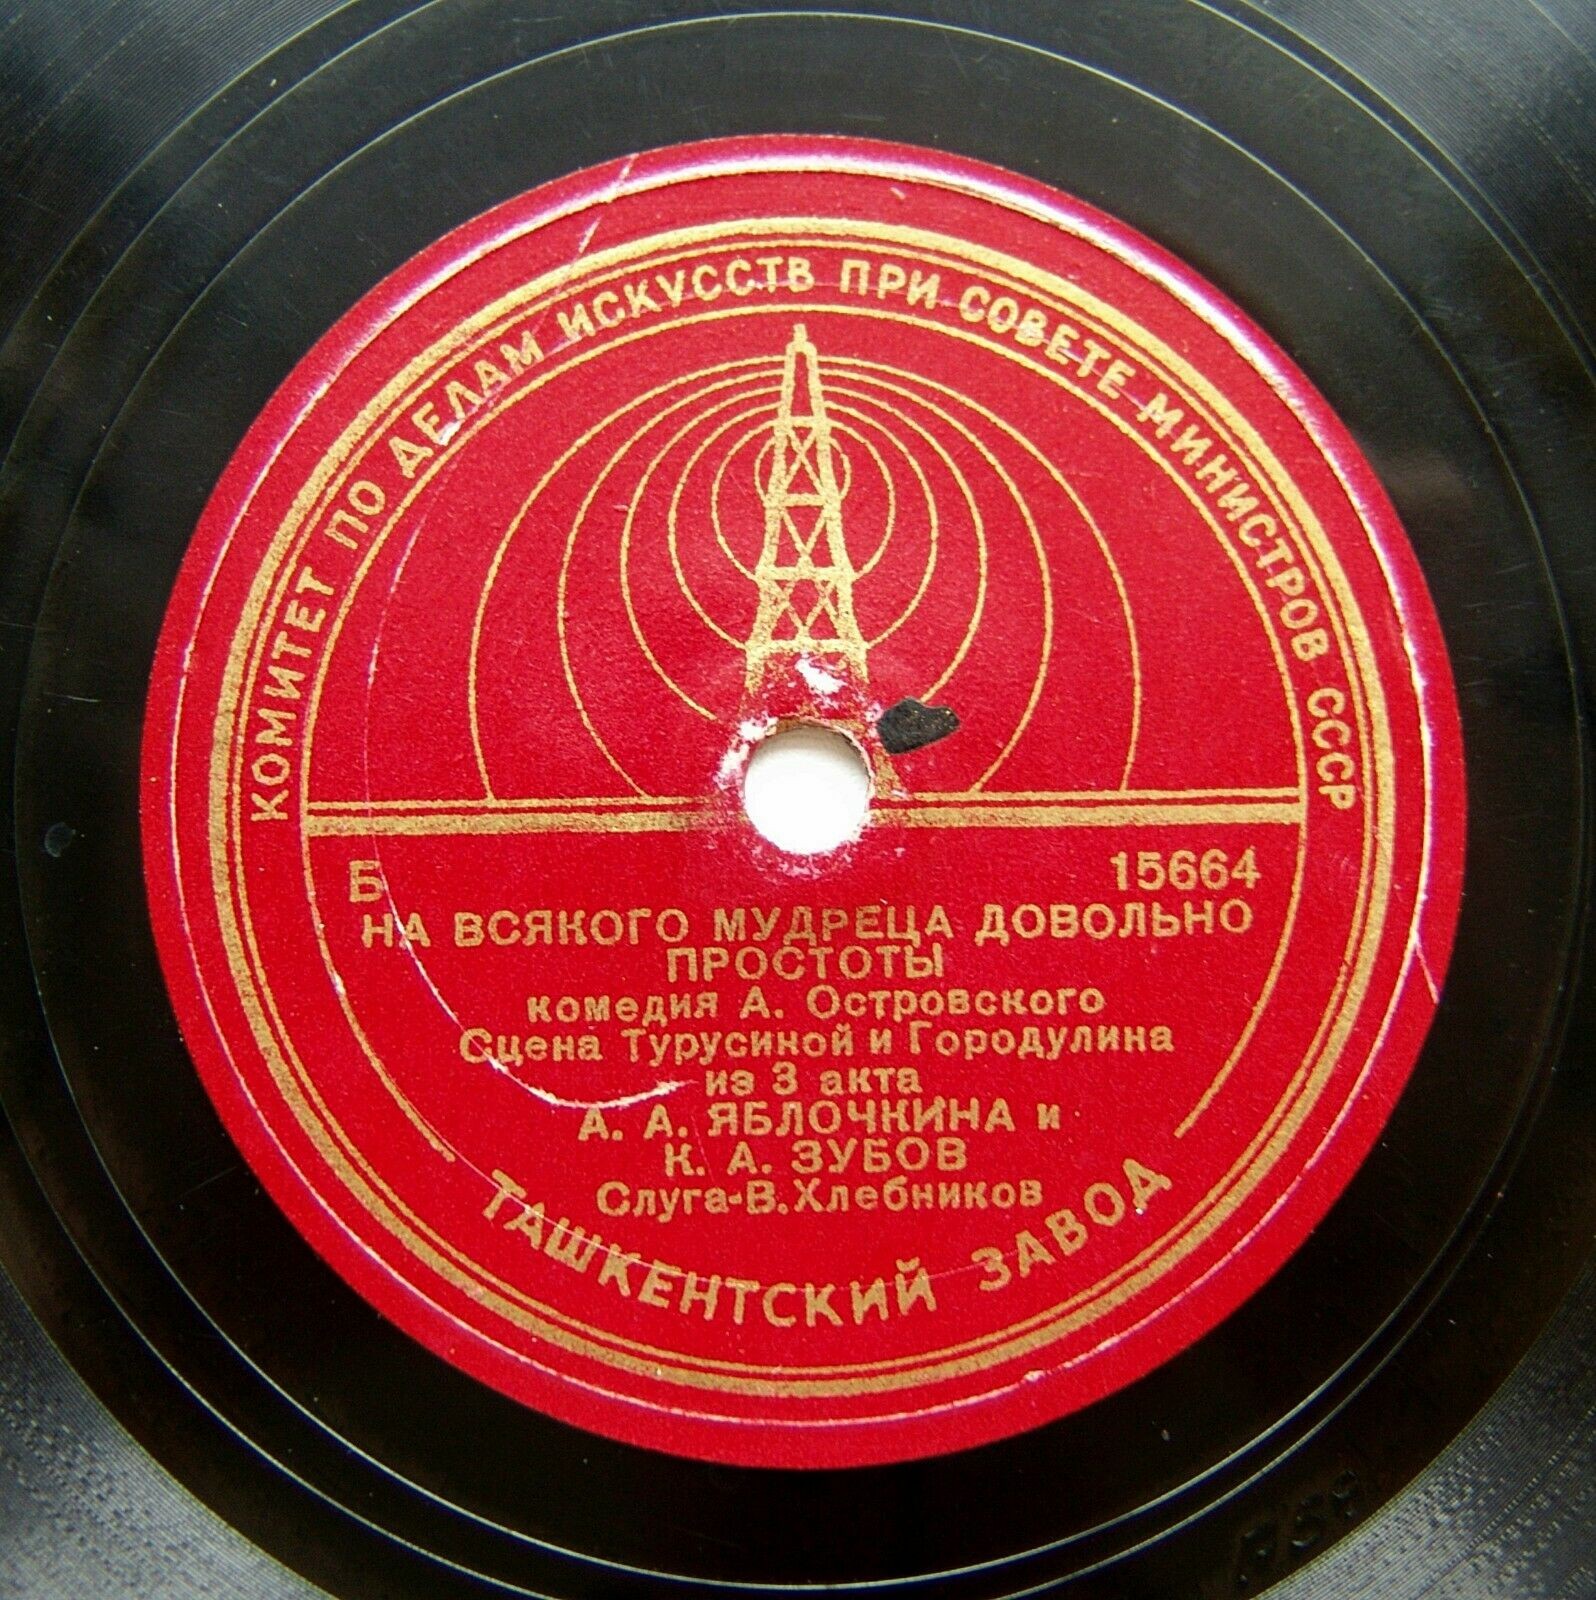 КОМИТЕТ ПО ДЕЛАМ ИСКУССТВ ПРИ СОВЕТЕ МИНИСТРОВ СССР
Б 15664
НА ВСЯКОГО МУДРЕЦА ДОВОЛЬНО
ПРОСТОТЫ
комедия А. Островского
Сцена Турусиной и Городулина
из 3 акта
А. А. ЯБЛОЧКИНА и
К. А. ЗУБОВ
Слуга-В.Хлебников
ТАШКЕНТСКИЙ ЗАВОД